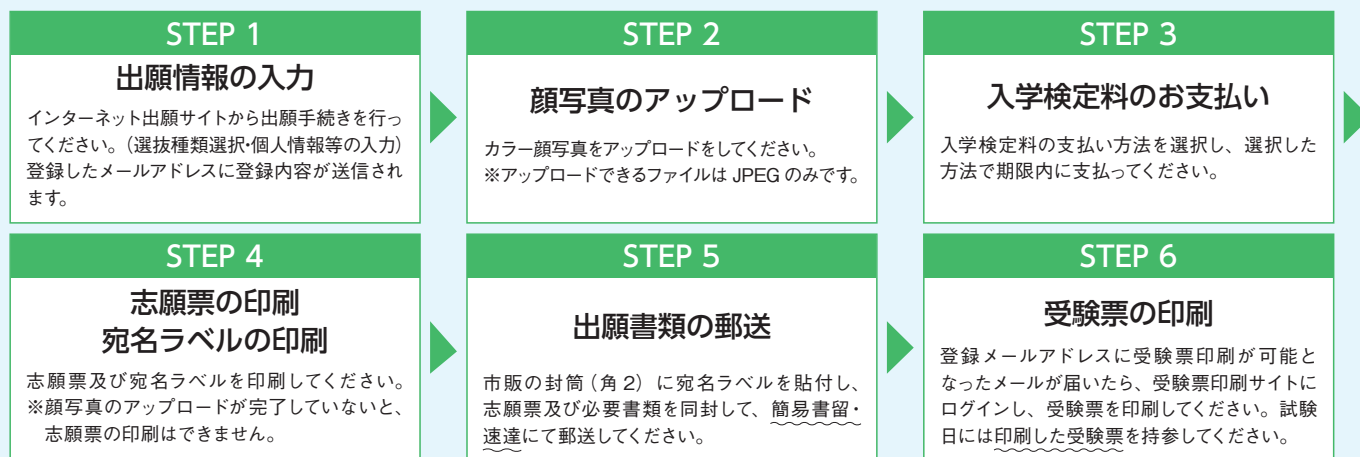 STEP 1
出願情報の入力
インターネット出願サイトから出願手続きを行っ
てください。（選抜種類選択・個人情報等の入力）
登録したメールアドレスに登録内容が送信され
ます。
STEP 2
顔写真のアップロード
カラー顔写真をアップロードをしてください。
※アップロードできるファイルは JPEG のみです。
STEP 3
入学検定料のお支払い
入学検定料の支払い方法を選択し、選択した
方法で期限内に支払ってください。
STEP 4
志願票の印刷
宛名ラベルの印刷
志願票及び宛名ラベルを印刷してください。
※顔写真のアップロードが完了していないと、
志願票の印刷はできません。
STEP 5
出願書類の郵送
市販の封筒（角 2）に宛名ラベルを貼付し、
志願票及び必要書類を同封して、簡易書留・
速達にて郵送してください。
STEP 6
受験票の印刷
登録メールアドレスに受験票印刷が可能と
なったメールが届いたら、受験票印刷サイトに
ログインし、受験票を印刷してください。試験
日には印刷した受験票を持参してください。